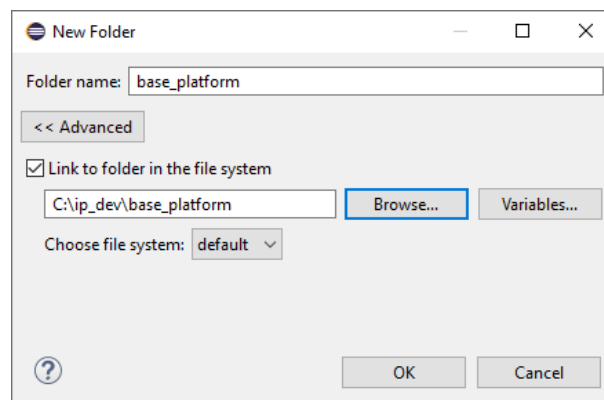 New Folder
Folder name: base_platform
<< Advanced
Link to folder in the file system
C:\ip_dev\base_platform Browse... Variables...
Choose file system: default
? OK Cancel